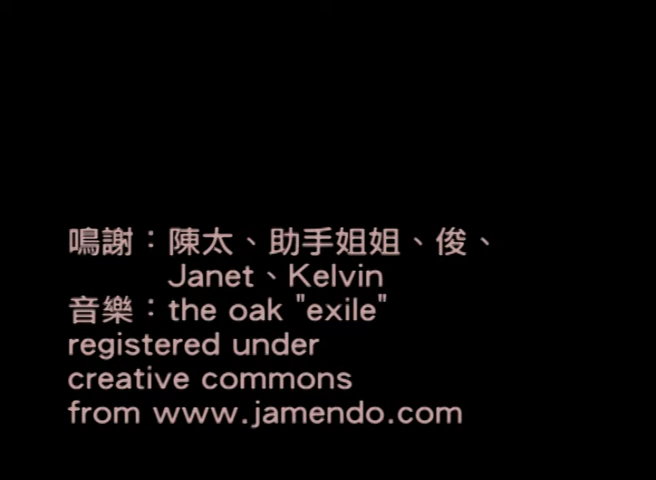 鳴謝：陳太、助手姐姐、俊、
Janet、Kelvin
音樂：the oak "exile"
registered under
creative commons
from www.jamendo.com